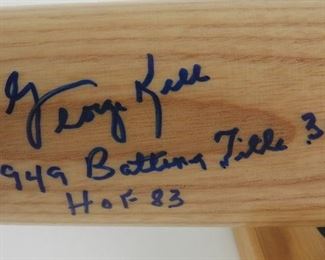 George Kell
949 Batting Title .3
HOF 83